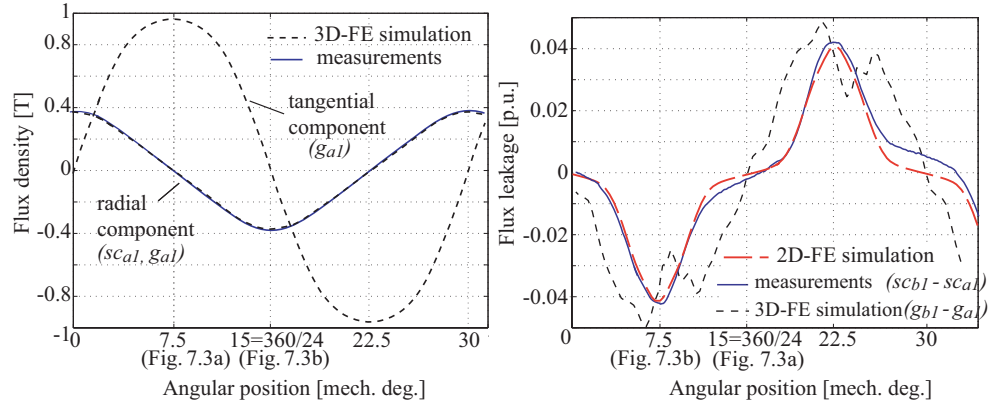 Flux density [T]
1
0.8
0.4
0
-0.4
-0.8
-1
3D-FE simulation
measurements
tangential
component
(ga1)
radial
component
(sca1, ga1)
0 7.5 15=360/24 22.5 30
(Fig. 7.3a) (Fig. 7.3b)
Angular position [mech. deg.]
Flux leakage [p.u.]
0.04
0.02
0
-0.02
-0.04
2D-FE simulation
measurements (scb1 - sca1)
3D-FE simulation(gb1 - ga1)
0 7.5 15=360/24 22.5 30
(Fig. 7.3b) (Fig. 7.3a)
Angular position [mech. deg.]